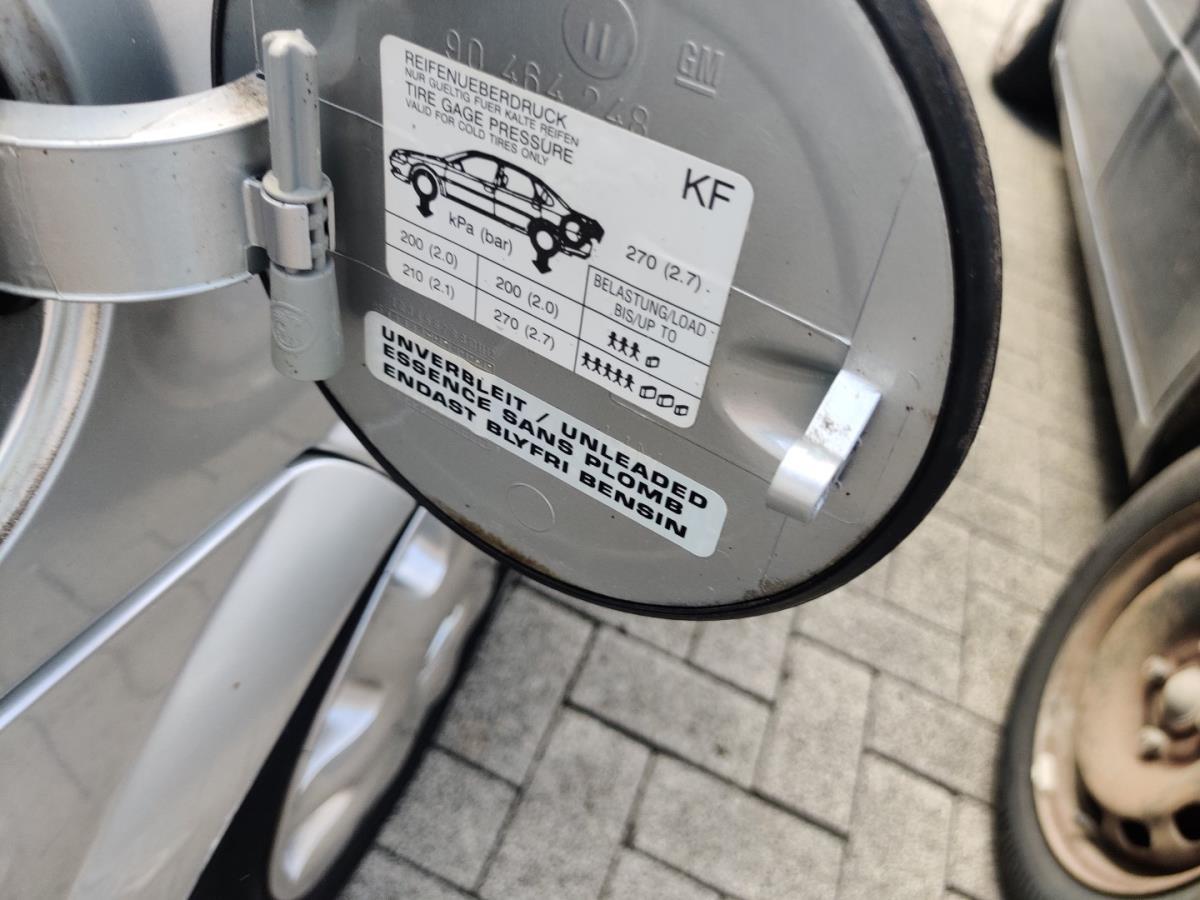 11
GM
90 464 248
REIFENUEBERDRUCK
NUR GUELTIG FUER KALTE REIFEN
TIRE GAGE PRESSURE
VALID FOR COLD TIRES ONLY
KF
kPa (bar)
270 (2.7)
200 (2.0)
200 (2.0)
BELASTUNG/LOAD
BIS/UP TO
210 (2.1)
270 (2.7)
UNVERBLEIT / UNLEADED
ESSENCE SANS PLOMB
ENDAST BLYFRI BENSIN